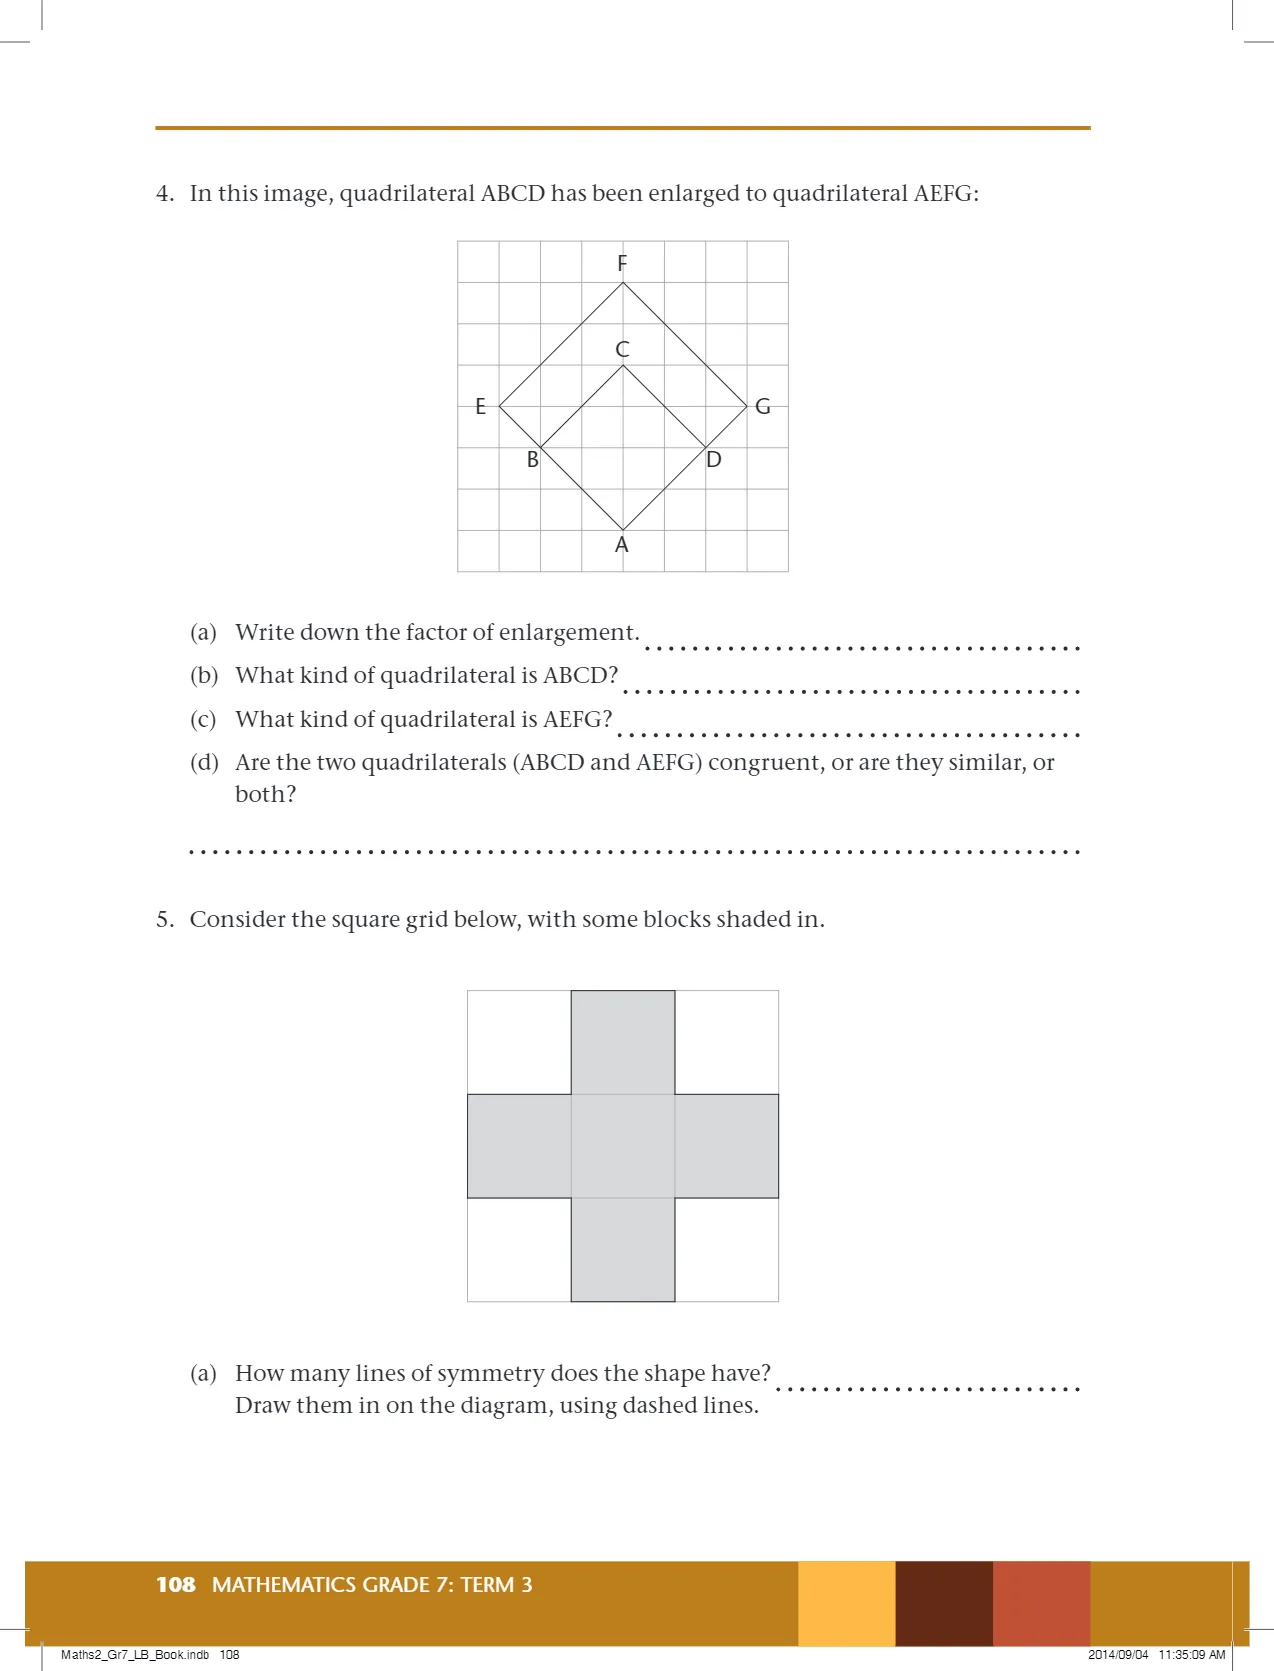 4. In this image, quadrilateral ABCD has been enlarged to quadrilateral AEFG:
F
C
E
G
B
D
A
(a) Write down the factor of enlargement.
(b) What kind of quadrilateral is ABCD?
(c) What kind of quadrilateral is AEFG?
(d) Are the two quadrilaterals (ABCD and AEFG) congruent, or are they similar, or
both?
5. Consider the square grid below, with some blocks shaded in.
(a) How many lines of symmetry does the shape have?
Draw them in on the diagram, using dashed lines.
108 MATHEMATICS GRADE 7: TERM 3
Maths2_Gr7_LB_Book.indb 108
2014/09/04 11:35:09 AM